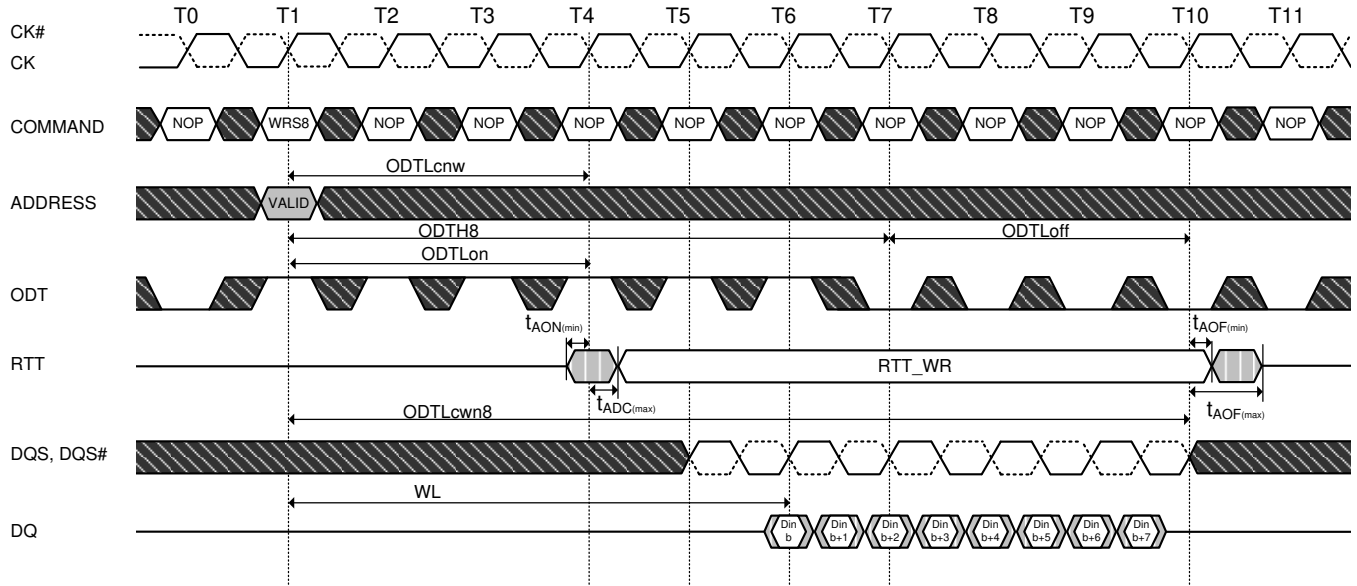 T0 T1 T2 T3 T4 T5 T6 T7 T8 T9 T10 T11
CK#
CK
COMMAND NOP WRS8 NOP NOP NOP NOP NOP NOP NOP NOP NOP NOP
ODTLcnw
ADDRESS VALID
ODTH8 ODTLoff
ODTLon
ODT
tAON(min) tAOF(min)
RTT RTT_WR
tADC(max) tAOF(max)
ODTLcwn8
DQS, DQS#
WL
DQ Din b Din b+1 Din b+2 Din b+3 Din b+4 Din b+5 Din b+6 Din b+7